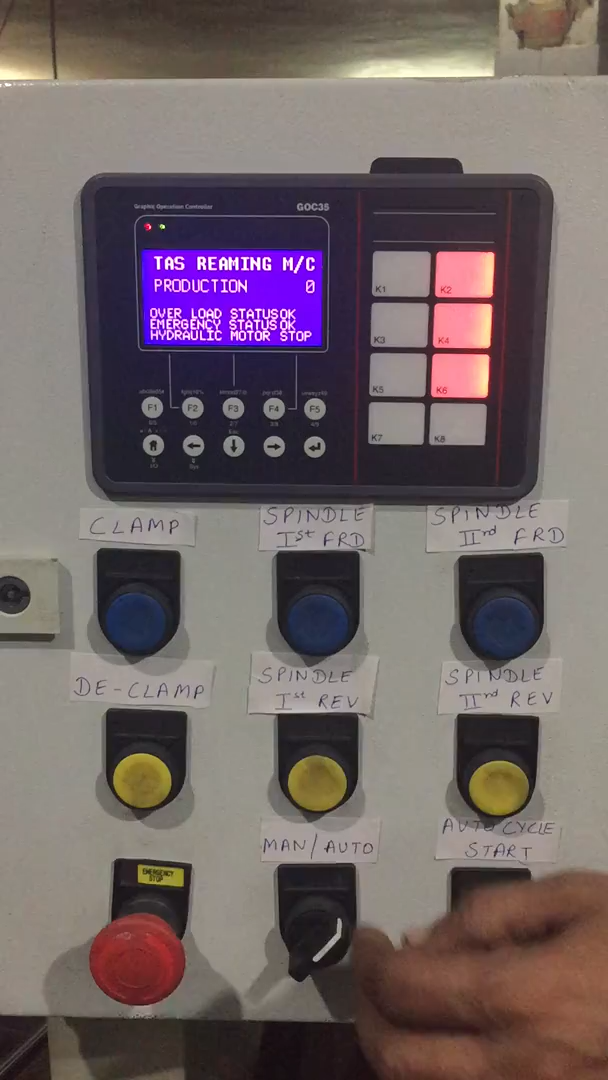 Graphic Operation Controller
GOC35
TAS REAMING M/C
PRODUCTION 0
OVER LOAD STATUSOK
EMERGENCY STATUSOK
HYDRAULIC MOTOR STOP
K1
K2
K3
K4
K5
K6
K7
K8
F1
F2
F3
F4
F5
CLAMP
SPINDLE
Ist FRD
SPINDLE
IIrd FRD
DE-CLAMP
SPINDLE
Ist REV
SPINDLE
IIrd REV
EMERGENCY
STOP
MAN/AUTO
AUTO CYCLE
START